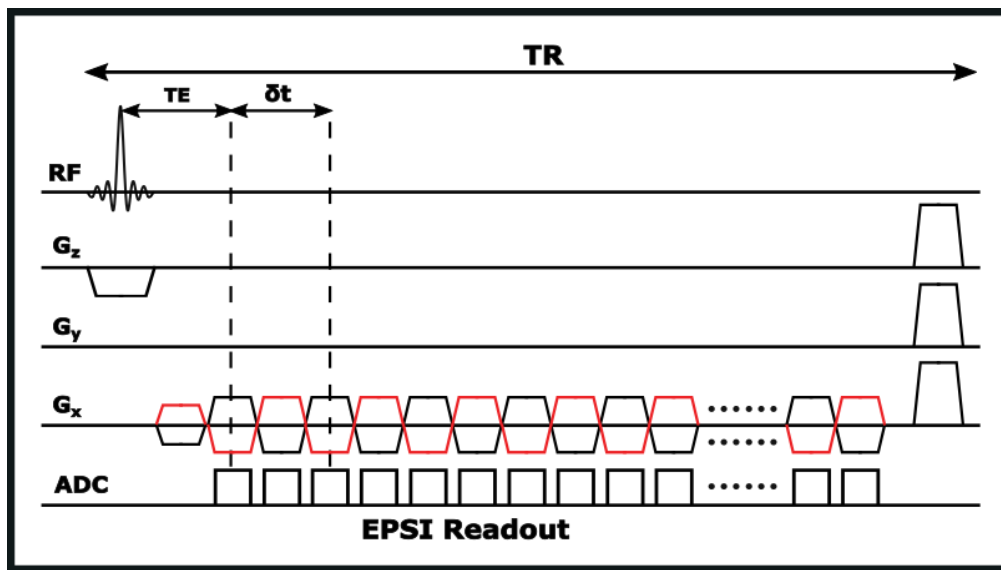 TR
TE
δt
RF
Gz
Gy
Gx
ADC
EPSI Readout